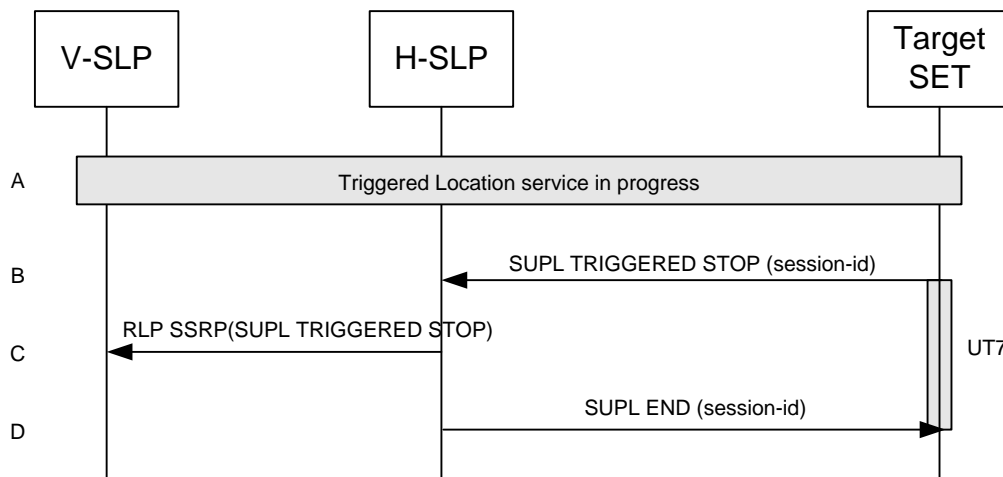 V-SLP
H-SLP
Target
SET
A
Triggered Location service in progress
B
SUPL TRIGGERED STOP (session-id)
RLP SSRP(SUPL TRIGGERED STOP)
C
UT7
SUPL END (session-id)
D